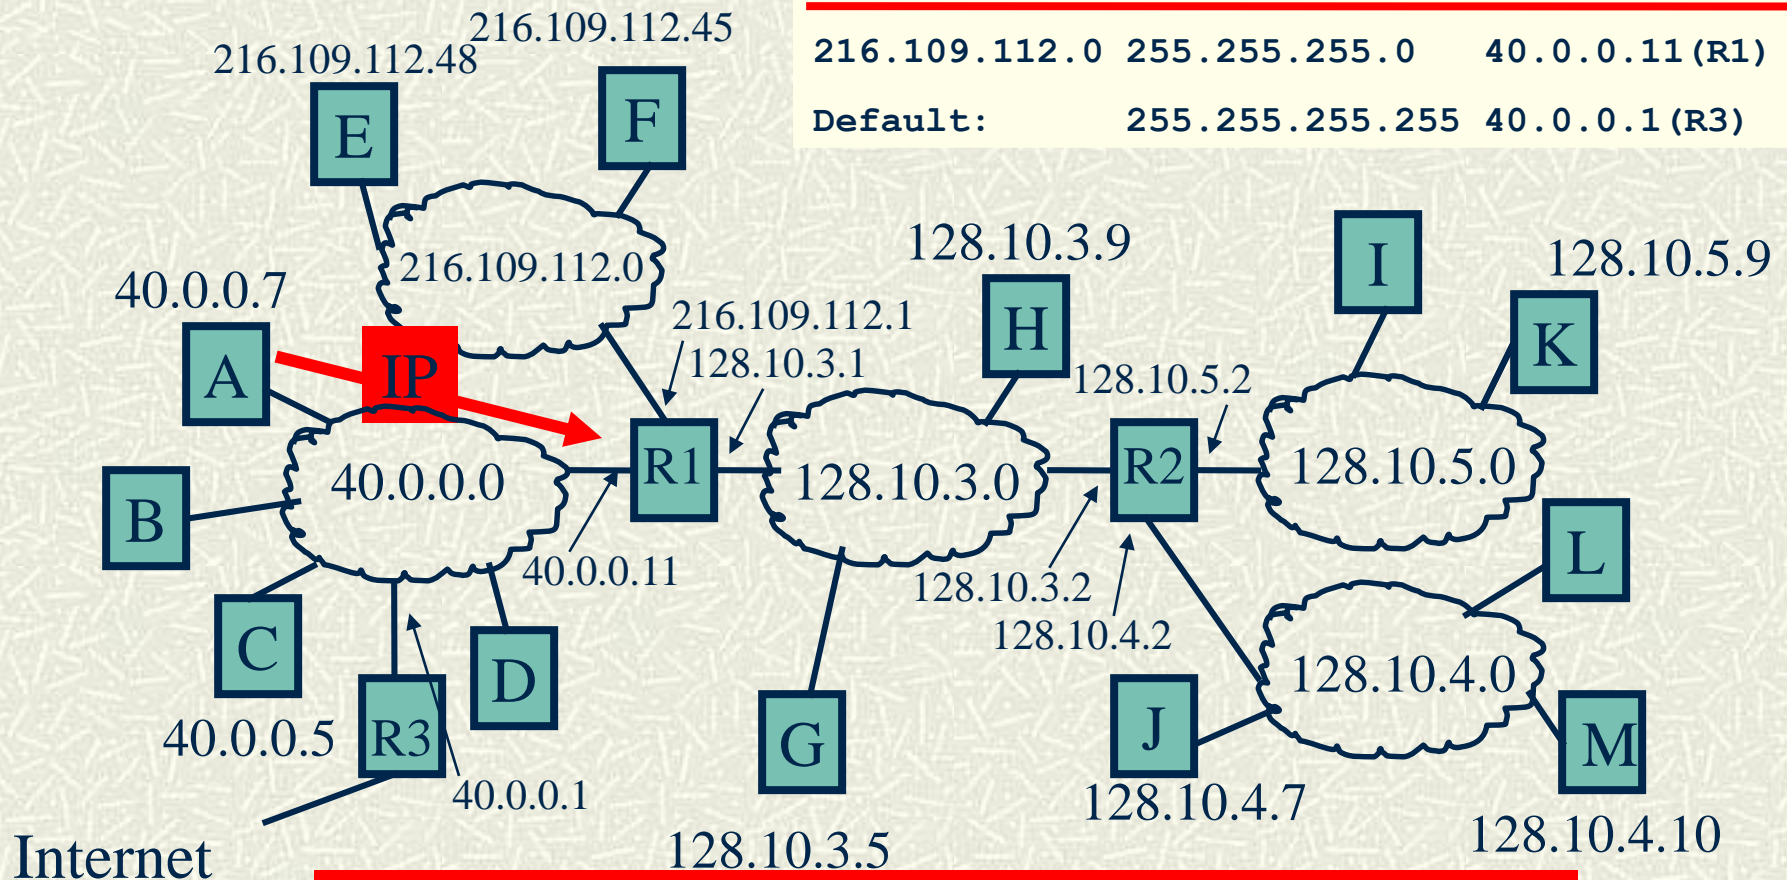 216.109.112.45
216.109.112.48
216.109.112.0 255.255.255.0 40.0.0.11(R1)
Default: 255.255.255.255 40.0.0.1(R3)
E
F
216.109.112.0
128.10.3.9
I
128.10.5.9
40.0.0.7
216.109.112.1
H
K
A
IP
128.10.3.1
128.10.5.2
40.0.0.0
R1
128.10.3.0
R2
128.10.5.0
B
40.0.0.11
128.10.3.2
L
128.10.4.2
C
D
128.10.4.0
40.0.0.5
R3
G
J
M
40.0.0.1
128.10.4.7
128.10.4.10
Internet
128.10.3.5